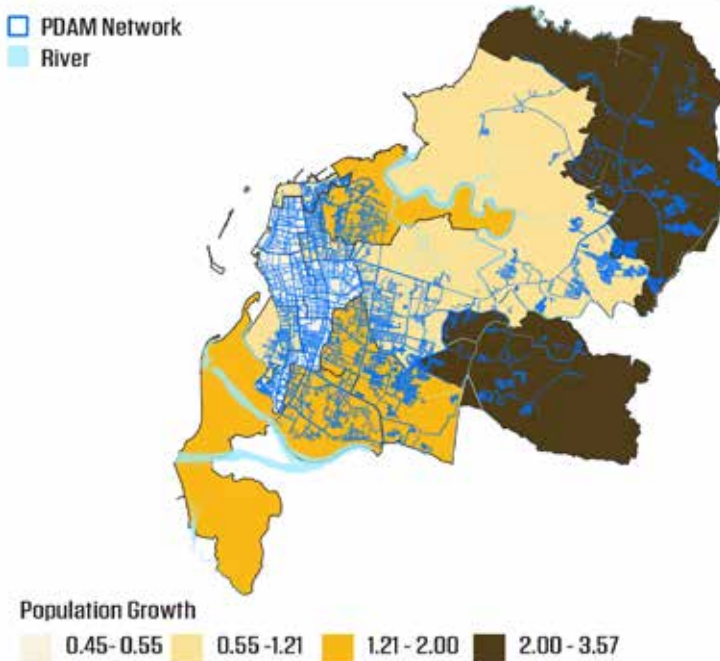 PDAM Network
River
Population Growth
0.45- 0.55 0.55 -1.21 1.21 - 2.00 2.00 - 3.57